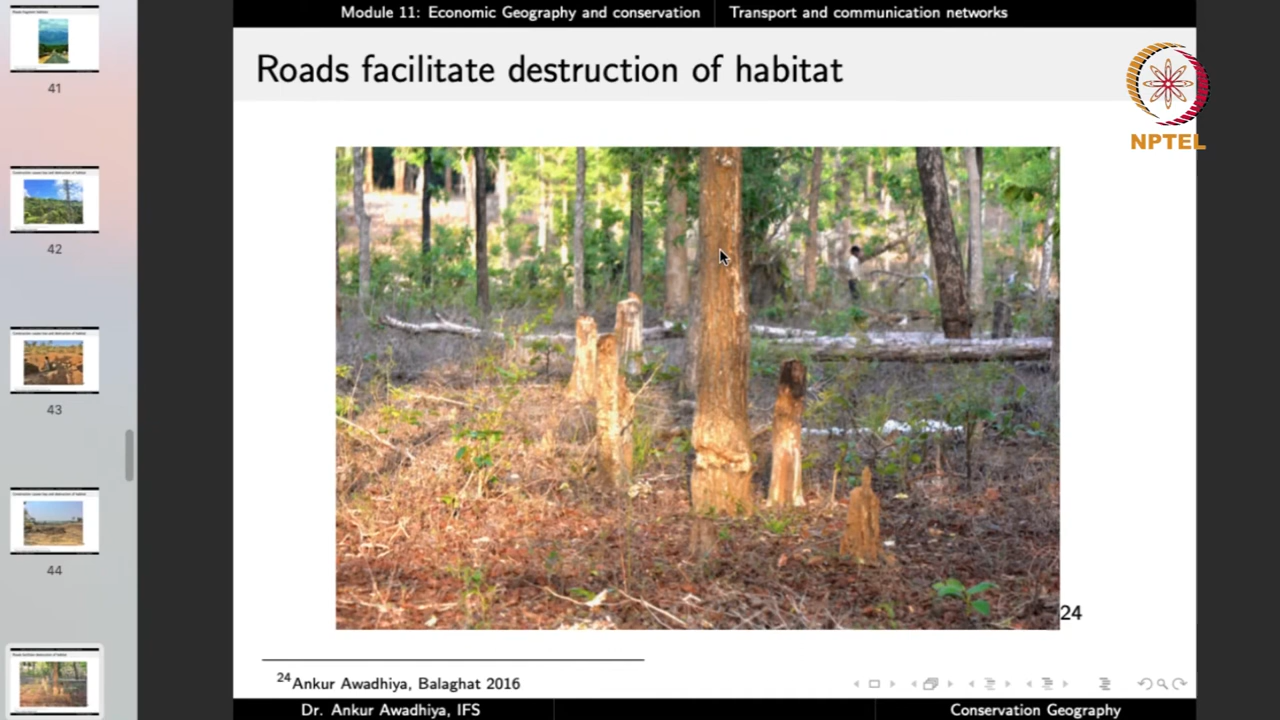 Module 11: Economic Geography and conservation
Transport and communication networks
Roads facilitate destruction of habitat
NPTEL
41
42
43
44
24
24Ankur Awadhiya, Balaghat 2016
Dr. Ankur Awadhiya, IFS
Conservation Geography